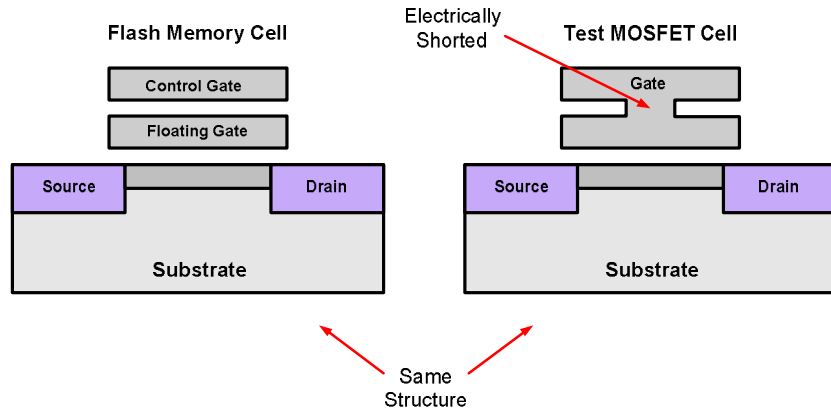 Flash Memory Cell
Electrically
Shorted
Test MOSFET Cell
Control Gate
Floating Gate
Gate
Source
Drain
Substrate
Source
Drain
Substrate
Same
Structure